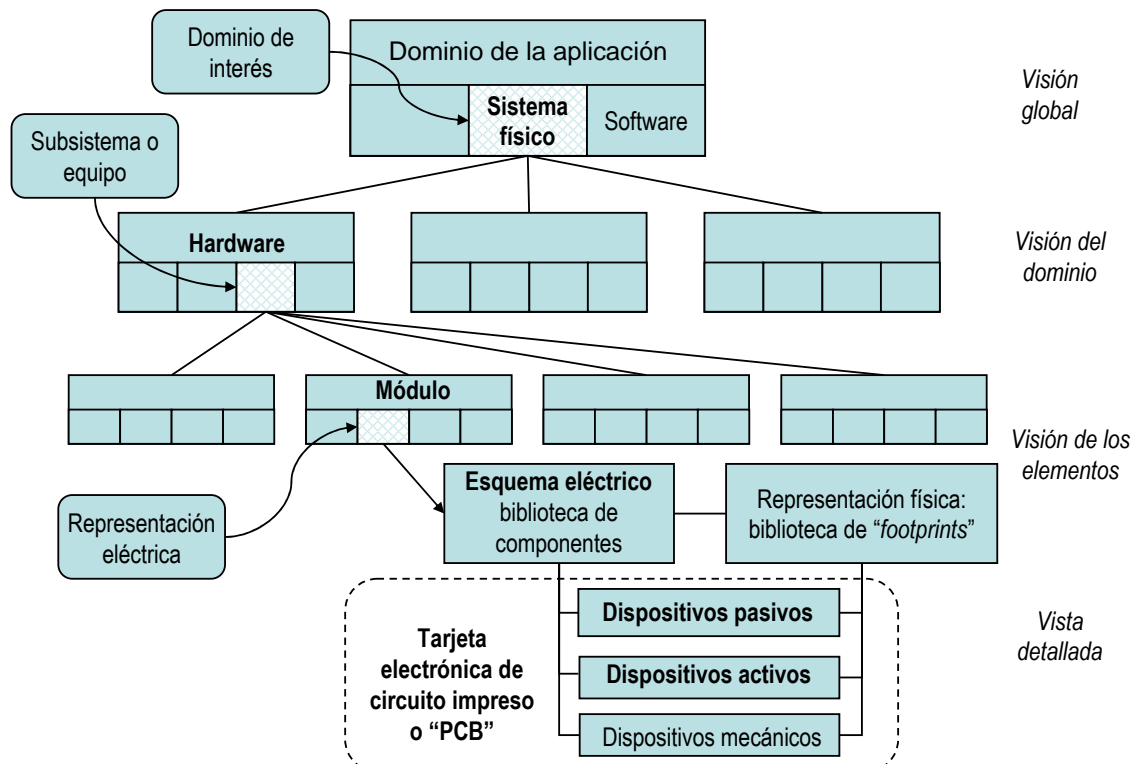 Dominio de
interés
Dominio de la aplicación
Sistema
físico
Software
Visión
global
Subsistema o
equipo
Hardware
Visión del
dominio
Módulo
Visión de los
elementos
Representación
eléctrica
Esquema eléctrico
biblioteca de
componentes
Representación física:
biblioteca de “footprints”
Tarjeta
electrónica de
circuito impreso
o “PCB”
Dispositivos pasivos
Dispositivos activos
Dispositivos mecánicos
Vista
detallada